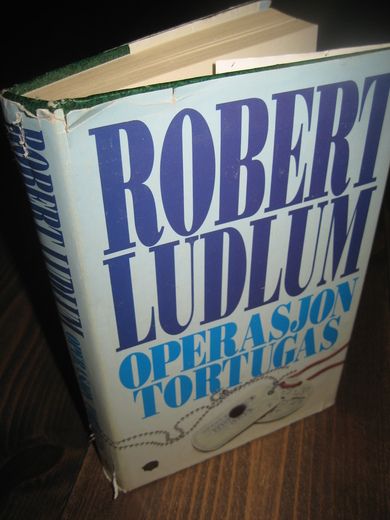 ROBERT
LUDLUM
OPERASJON
TORTUGAS
ROBERT LUDLUM